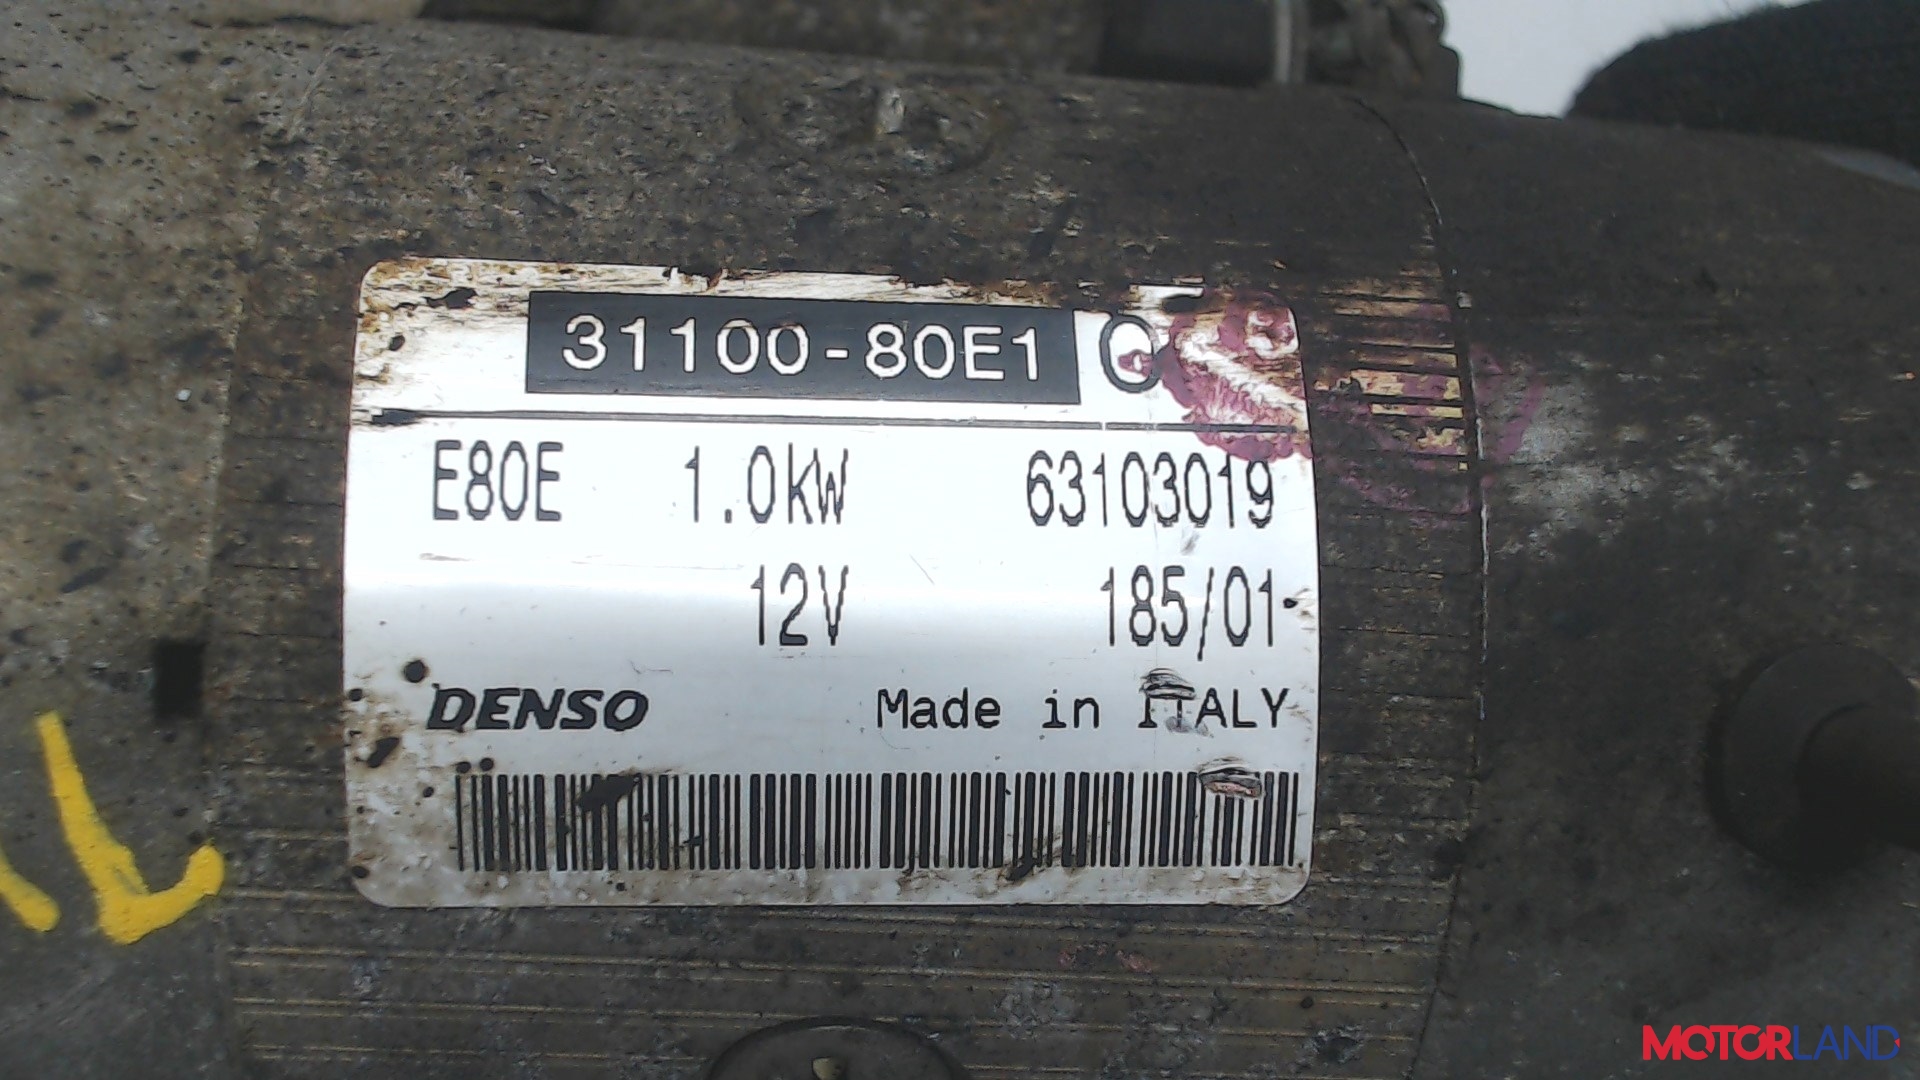 31100-80E1
E80E 1.0kW 63103019
12V 185/01
DENSO Made in ITALY
MOTORLAND